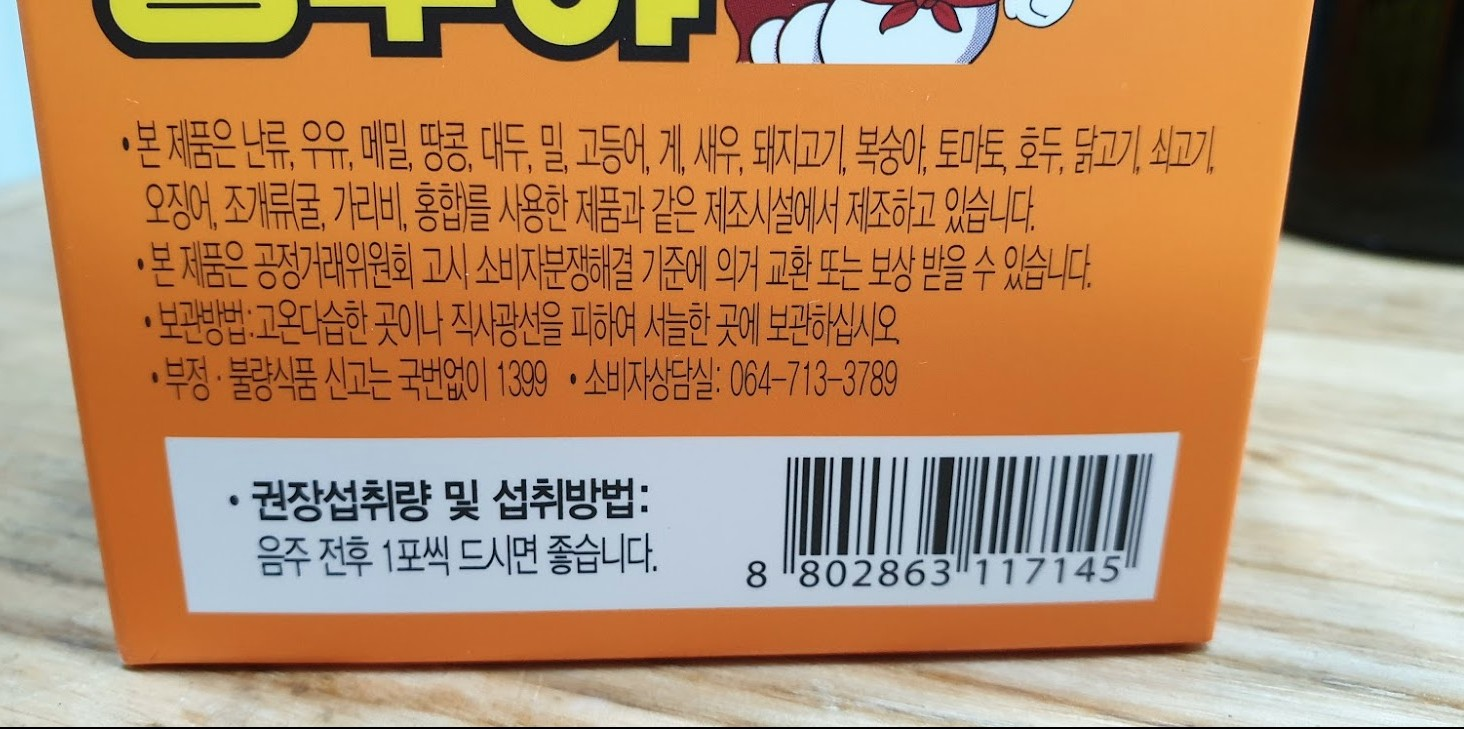 • 본 제품은 난류, 우유, 메밀, 땅콩, 대두, 밀, 고등어, 게, 새우, 돼지고기, 복숭아, 토마토, 호두, 닭고기, 쇠고기,
오징어, 조개류(굴, 가리비, 홍합)를 사용한 제품과 같은 제조시설에서 제조하고 있습니다.
• 본 제품은 공정거래위원회 고시 소비자분쟁해결 기준에 의거 교환 또는 보상 받을 수 있습니다.
• 보관방법:고온다습한 곳이나 직사광선을 피하여 서늘한 곳에 보관하십시오
• 부정·불량식품 신고는 국번없이 1399 • 소비자상담실: 064-713-3789
• 권장섭취량 및 섭취방법:
음주 전후 1포씩 드시면 좋습니다.
8 802863 117145